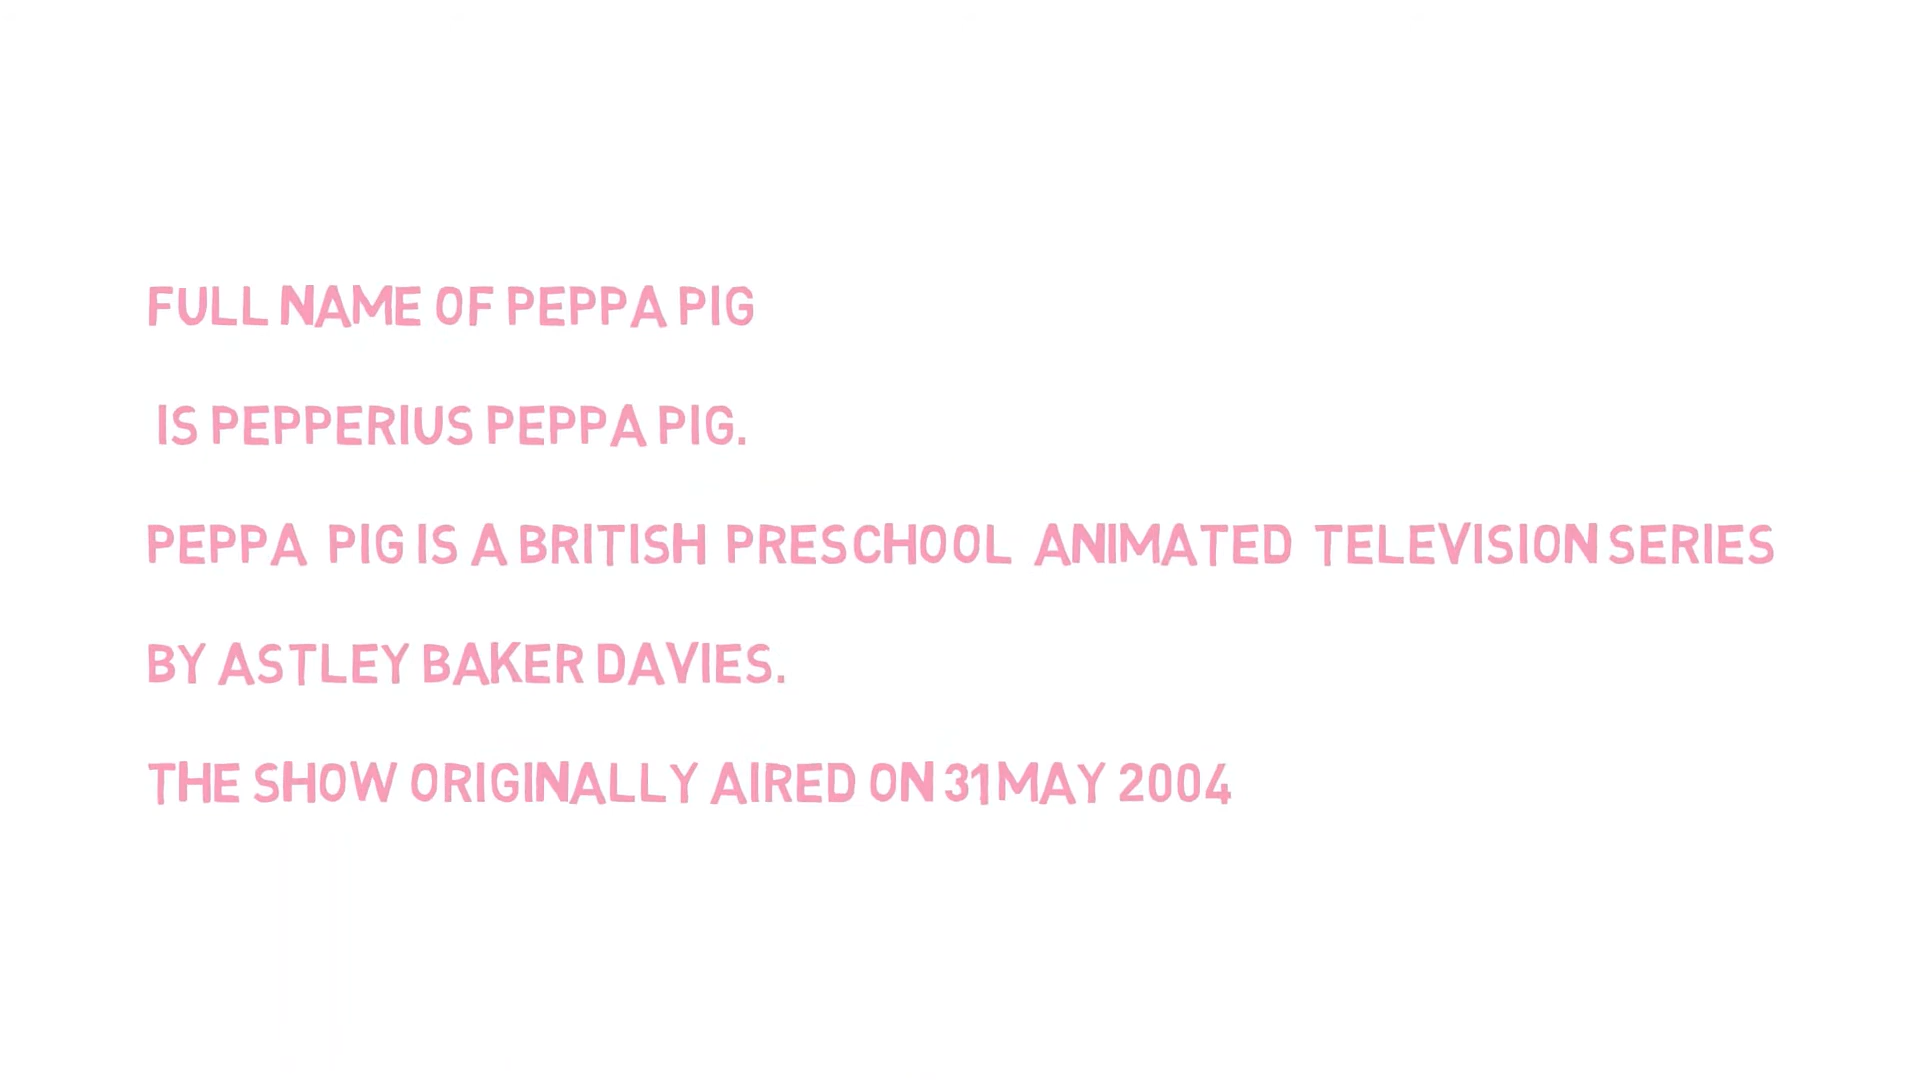 FULL NAME OF PEPPA PIG
IS PEPPERIUS PEPPA PIG.
PEPPA PIG IS A BRITISH PRESCHOOL ANIMATED TELEVISION SERIES
BY ASTLEY BAKER DAVIES.
THE SHOW ORIGINALLY AIRED ON 31 MAY 2004